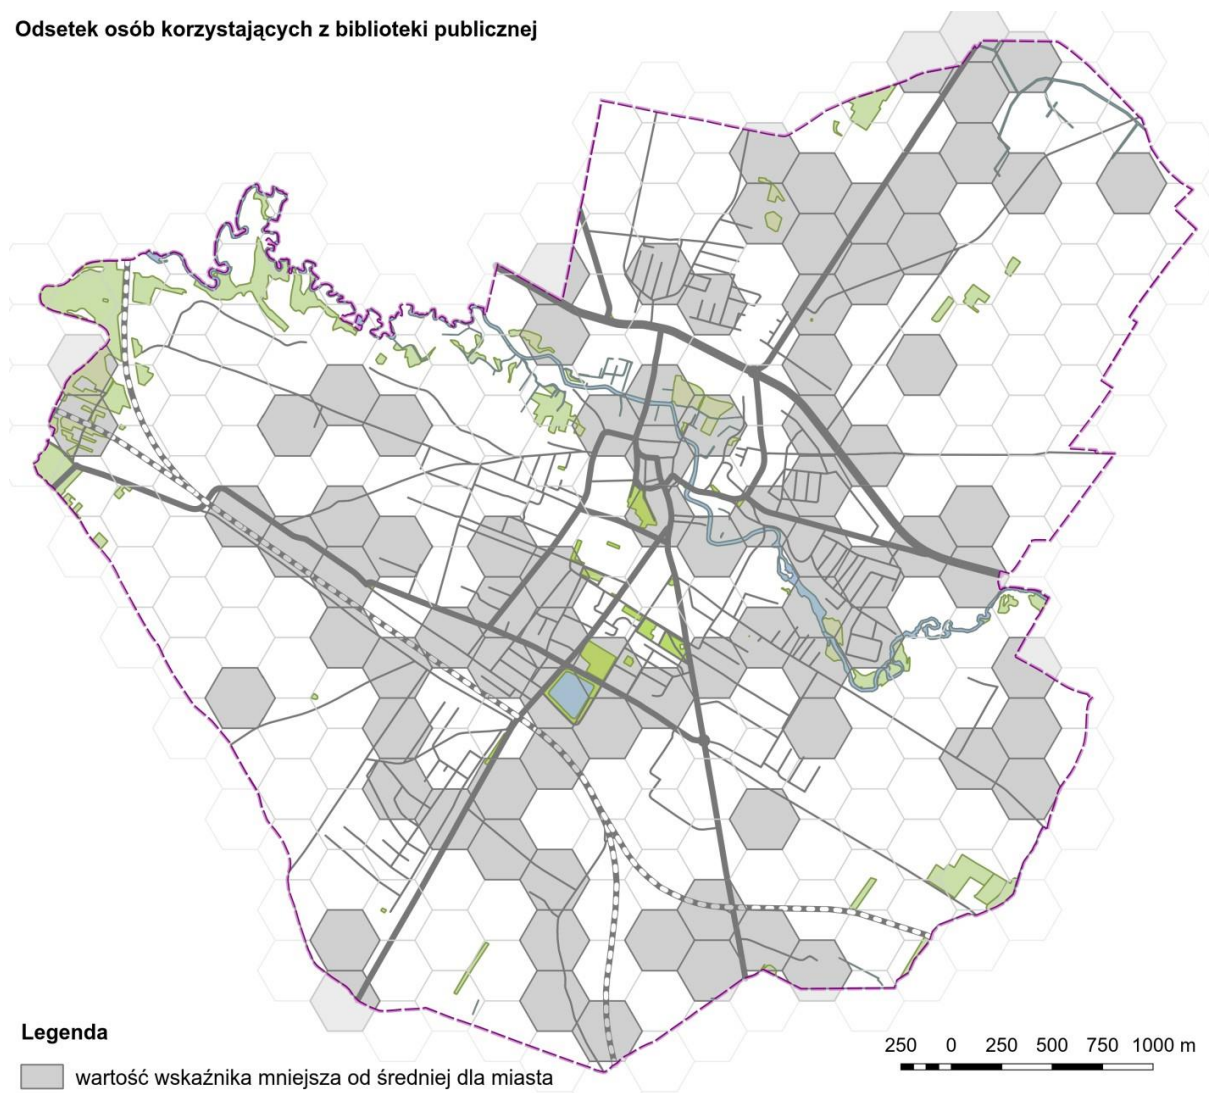 Odsetek osób korzystających z biblioteki publicznej
Legenda
wartość wskaźnika mniejsza od średniej dla miasta
250 0 250 500 750 1000 m